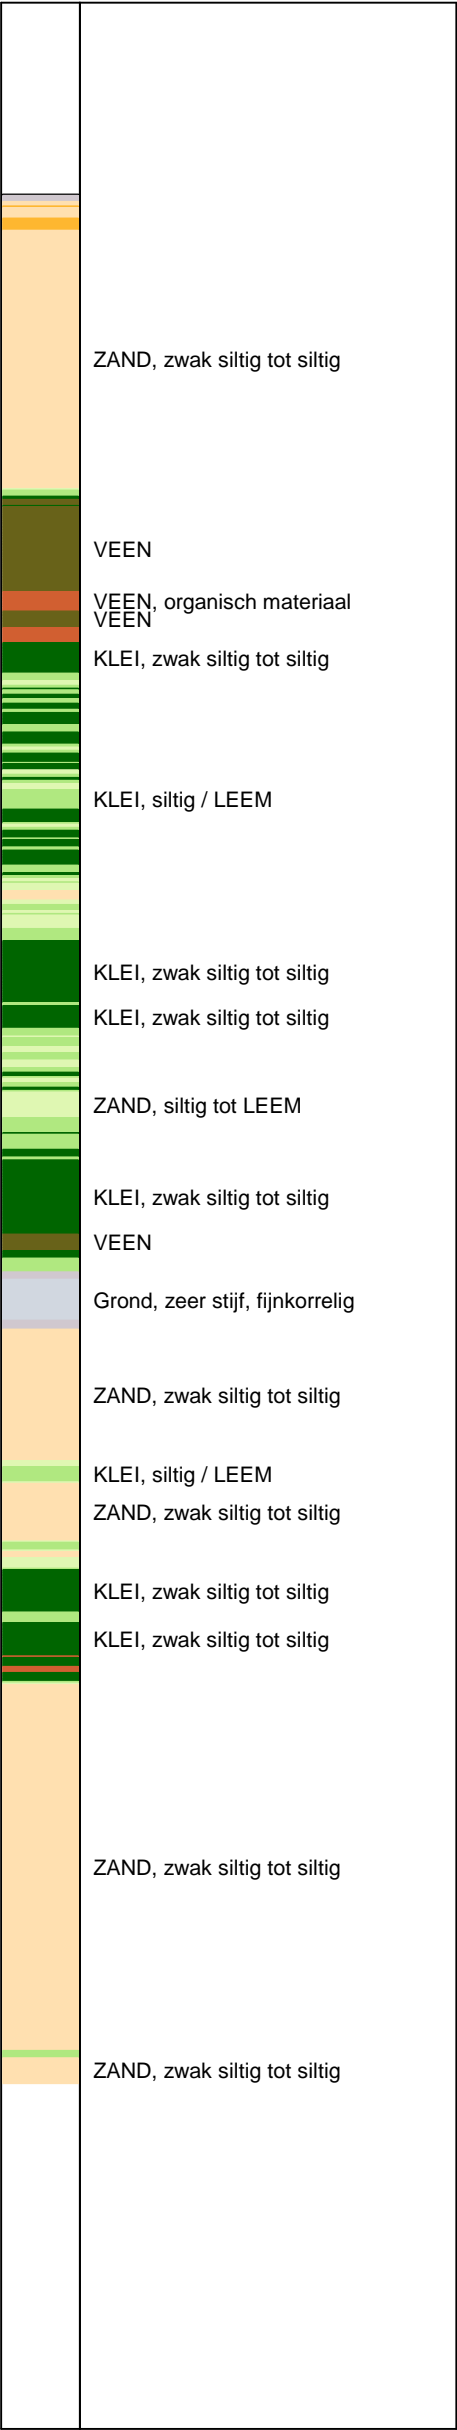 ZAND, zwak siltig tot siltig
VEEN
VEEN, organisch materiaal
VEEN
KLEI, zwak siltig tot siltig
KLEI, siltig / LEEM
KLEI, zwak siltig tot siltig
KLEI, zwak siltig tot siltig
ZAND, siltig tot LEEM
KLEI, zwak siltig tot siltig
VEEN
Grond, zeer stijf, fijnkorrelig
ZAND, zwak siltig tot siltig
KLEI, siltig / LEEM
ZAND, zwak siltig tot siltig
KLEI, zwak siltig tot siltig
KLEI, zwak siltig tot siltig
ZAND, zwak siltig tot siltig
ZAND, zwak siltig tot siltig